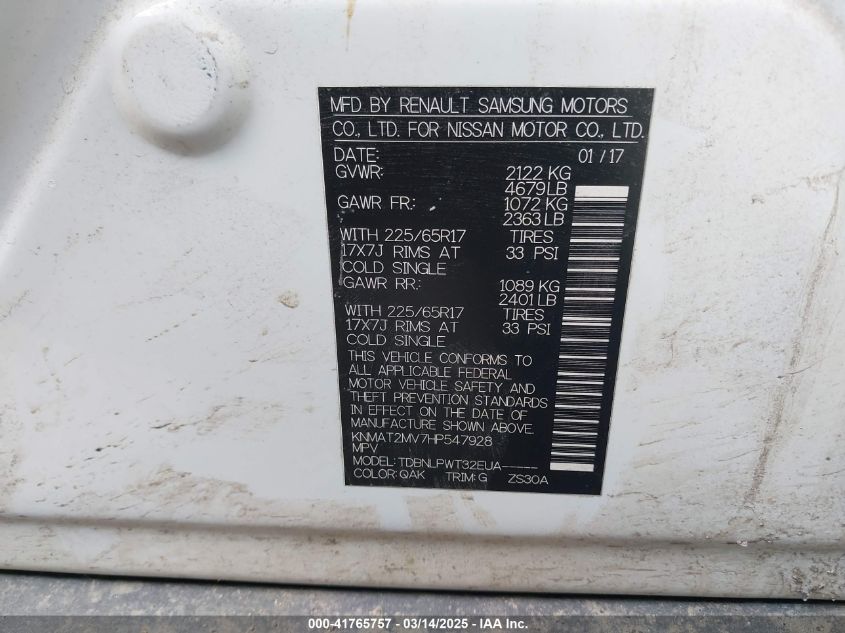 MFD BY RENAULT SAMSUNG MOTORS
CO., LTD. FOR NISSAN MOTOR CO., LTD.
DATE: 01/17
GVWR: 2122 KG
4679LB
GAWR FR.: 1072 KG
2363LB
WITH 225/65R17 TIRES
17X7J RIMS AT 33 PSI
COLD SINGLE
GAWR RR.: 1089 KG
2401LB
WITH 225/65R17 TIRES
17X7J RIMS AT 33 PSI
COLD SINGLE
THIS VEHICLE CONFORMS TO
ALL APPLICABLE FEDERAL
MOTOR VEHICLE SAFETY AND
THEFT PREVENTION STANDARDS
IN EFFECT ON THE DATE OF
MANUFACTURE SHOWN ABOVE.
KNMAT2MV7HP547928
MPV
MODEL: TDBNLPWT32EUA-----
COLOR: QAK TRIM: G ZS30A
000-41765757 - 03/14/2025 - IAA Inc.